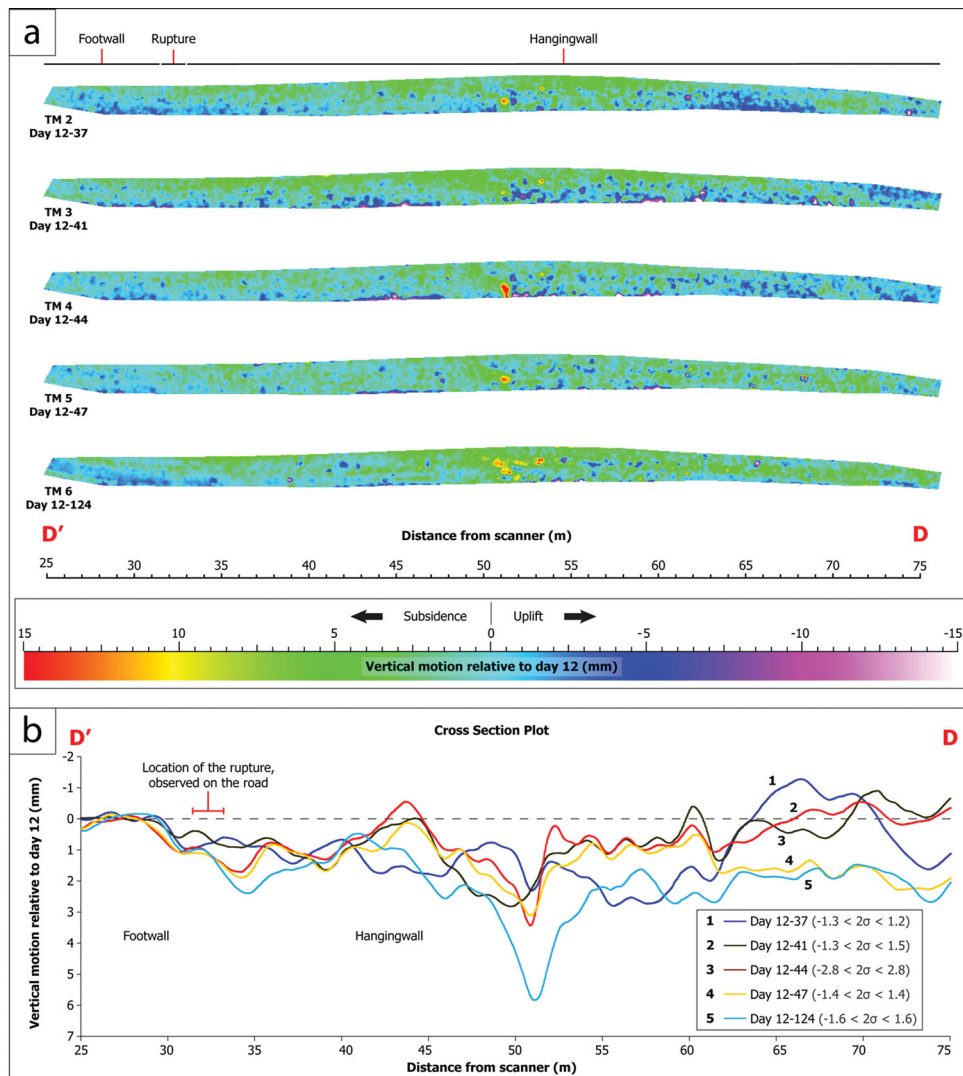 a
Footwall Rupture Hangingwall
TM 2
Day 12-37
TM 3
Day 12-41
TM 4
Day 12-44
TM 5
Day 12-47
TM 6
Day 12-124
D' D
Distance from scanner (m)
25 30 35 40 45 50 55 60 65 70 75
Subsidence Uplift
15 10 5 0 -5 -10 -15
Vertical motion relative to day 12 (mm)
b
D' D
Cross Section Plot
Location of the rupture,
observed on the road
Vertical motion relative to day 12 (mm)
-2
-1
0
1
2
3
4
5
6
7
1
2
3
4
5
Footwall Hangingwall
1 Day 12-37 (-1.3 < 2σ < 1.2)
2 Day 12-41 (-1.3 < 2σ < 1.5)
3 Day 12-44 (-2.8 < 2σ < 2.8)
4 Day 12-47 (-1.4 < 2σ < 1.4)
5 Day 12-124 (-1.6 < 2σ < 1.6)
25 30 35 40 45 50 55 60 65 70 75
Distance from scanner (m)